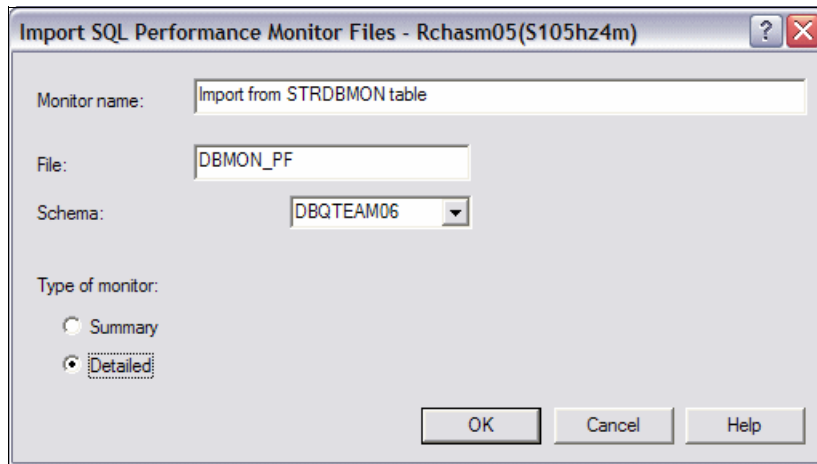 Import SQL Performance Monitor Files - Rchasm05(S105hz4m)
Monitor name: Import from STRDBMON table
File: DBMON_PF
Schema: DBQTEAM06
Type of monitor:
Summary
Detailed
OK Cancel Help